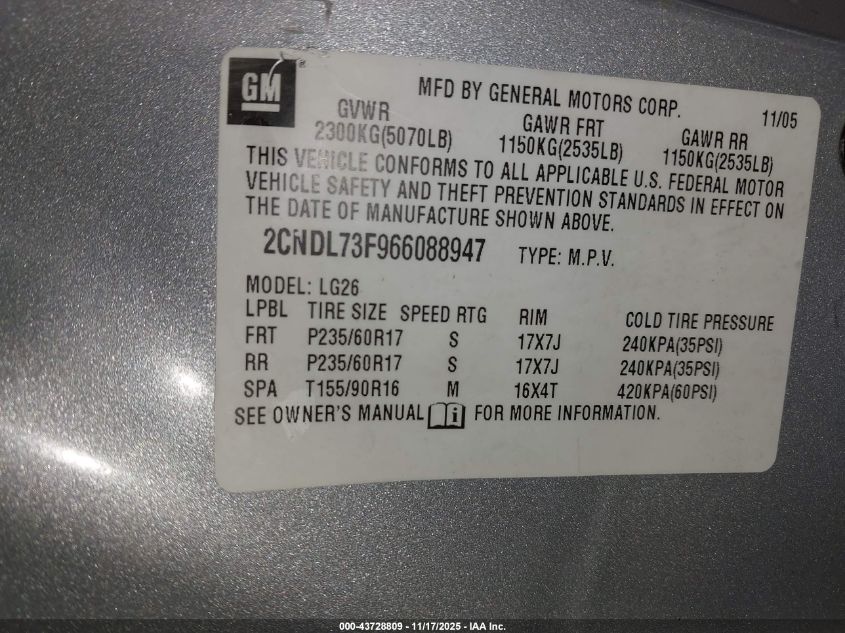 GM ®
MFD BY GENERAL MOTORS CORP. 11/05
GVWR GAWR FRT GAWR RR
2300KG(5070LB) 1150KG(2535LB) 1150KG(2535LB)
THIS VEHICLE CONFORMS TO ALL APPLICABLE U.S. FEDERAL MOTOR
VEHICLE SAFETY AND THEFT PREVENTION STANDARDS IN EFFECT ON
THE DATE OF MANUFACTURE SHOWN ABOVE.
2CNDL73F966088947 TYPE: M.P.V.
MODEL: LG26
LPBL TIRE SIZE SPEED RTG RIM COLD TIRE PRESSURE
FRT P235/60R17 S 17X7J 240KPA(35PSI)
RR P235/60R17 S 17X7J 240KPA(35PSI)
SPA T155/90R16 M 16X4T 420KPA(60PSI)
SEE OWNER'S MANUAL i FOR MORE INFORMATION.
000-43728809 - 11/17/2025 - IAA Inc.